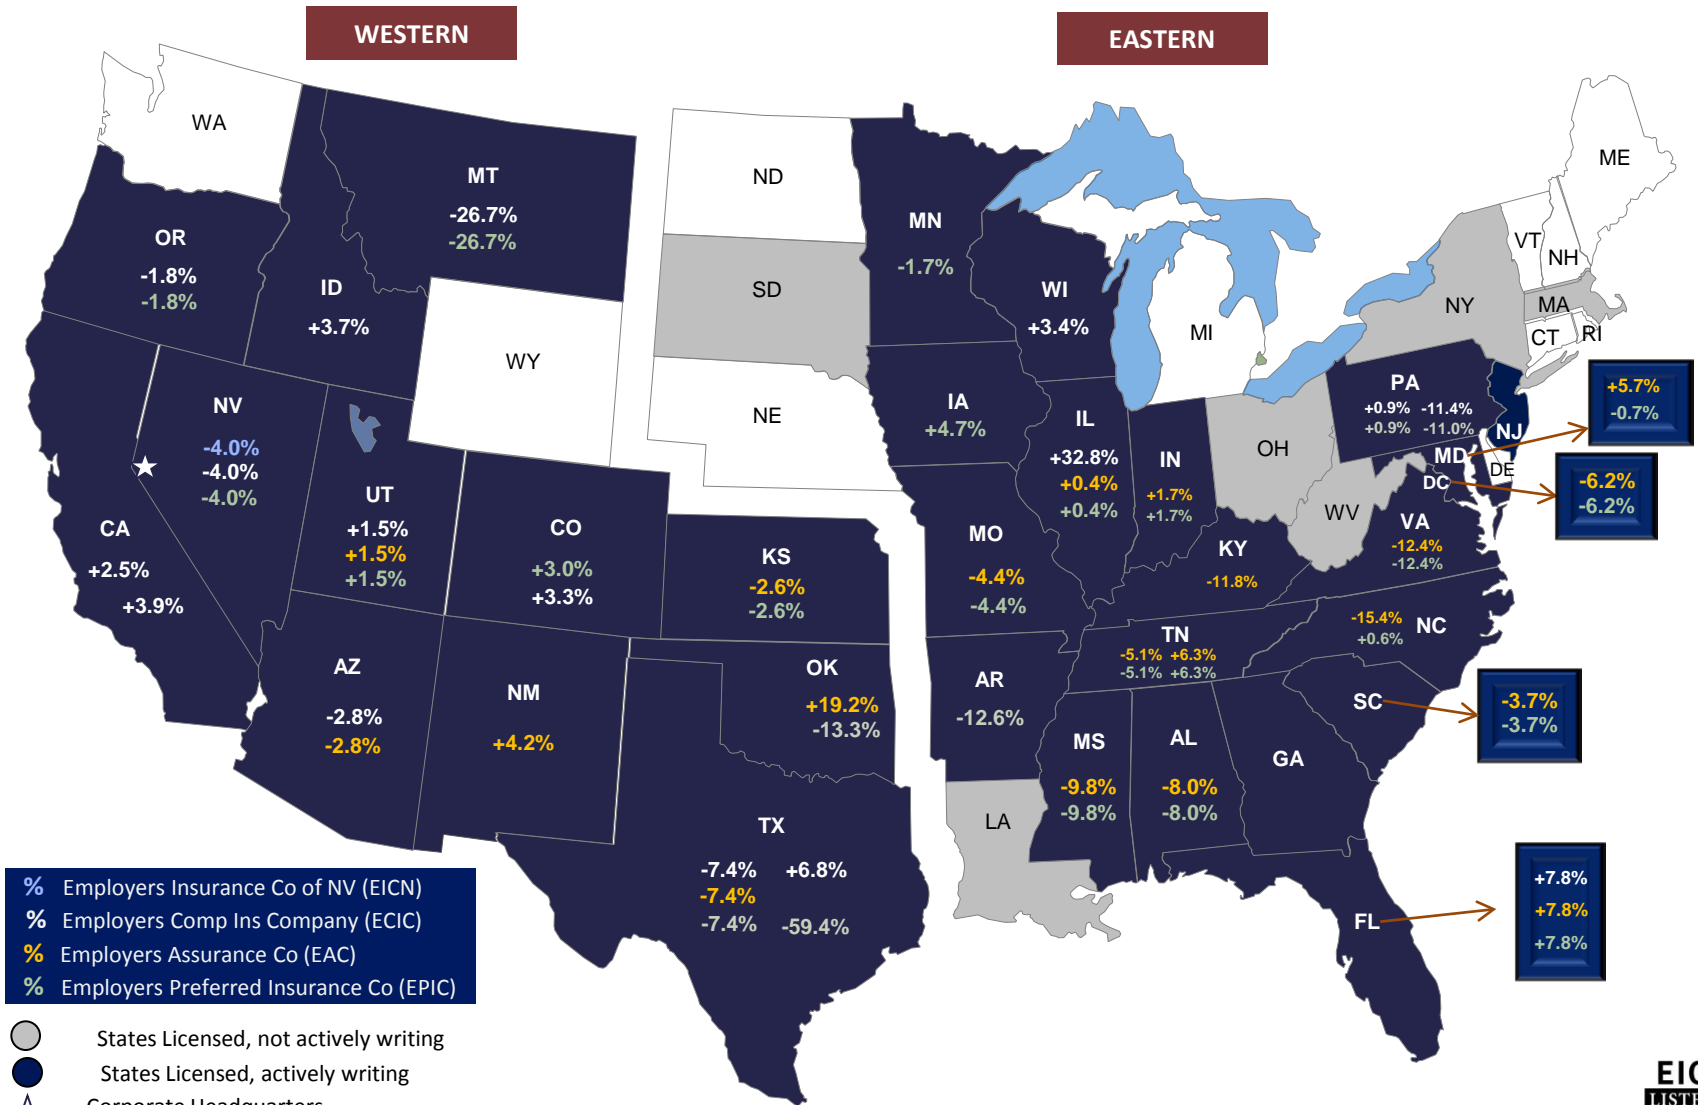 WESTERN
EASTERN
WA
MT
-26.7%
-26.7%
OR
-1.8%
-1.8%
ID
+3.7%
WY
NV
-4.0%
-4.0%
-4.0%
CA
+2.5%
+3.9%
UT
+1.5%
+1.5%
+1.5%
CO
+3.0%
+3.3%
AZ
-2.8%
-2.8%
NM
+4.2%
KS
-2.6%
-2.6%
OK
+19.2%
-13.3%
TX
-7.4% +6.8%
-7.4%
-7.4% -59.4%
ND
SD
NE
MN
-1.7%
WI
+3.4%
MI
IA
+4.7%
IL
+32.8%
+0.4%
+0.4%
IN
+1.7%
+1.7%
OH
MO
-4.4%
-4.4%
KY
-11.8%
WV
VA
-12.4%
-12.4%
TN
-5.1% +6.3%
-5.1% +6.3%
-15.4% NC
+0.6%
AR
-12.6%
LA
MS
-9.8%
-9.8%
AL
-8.0%
-8.0%
GA
SC
-3.7%
-3.7%
FL
+7.8%
+7.8%
+7.8%
ME
VT
NH
NY
MA
CT
RI
PA
+0.9% -11.4%
+0.9% -11.0%
NJ
MD
+5.7%
-0.7%
DE
DC
-6.2%
-6.2%
% Employers Insurance Co of NV (EICN)
% Employers Comp Ins Company (ECIC)
% Employers Assurance Co (EAC)
% Employers Preferred Insurance Co (EPIC)
States Licensed, not actively writing
States Licensed, actively writing
Corporate Headquarters
EIC
LISTE